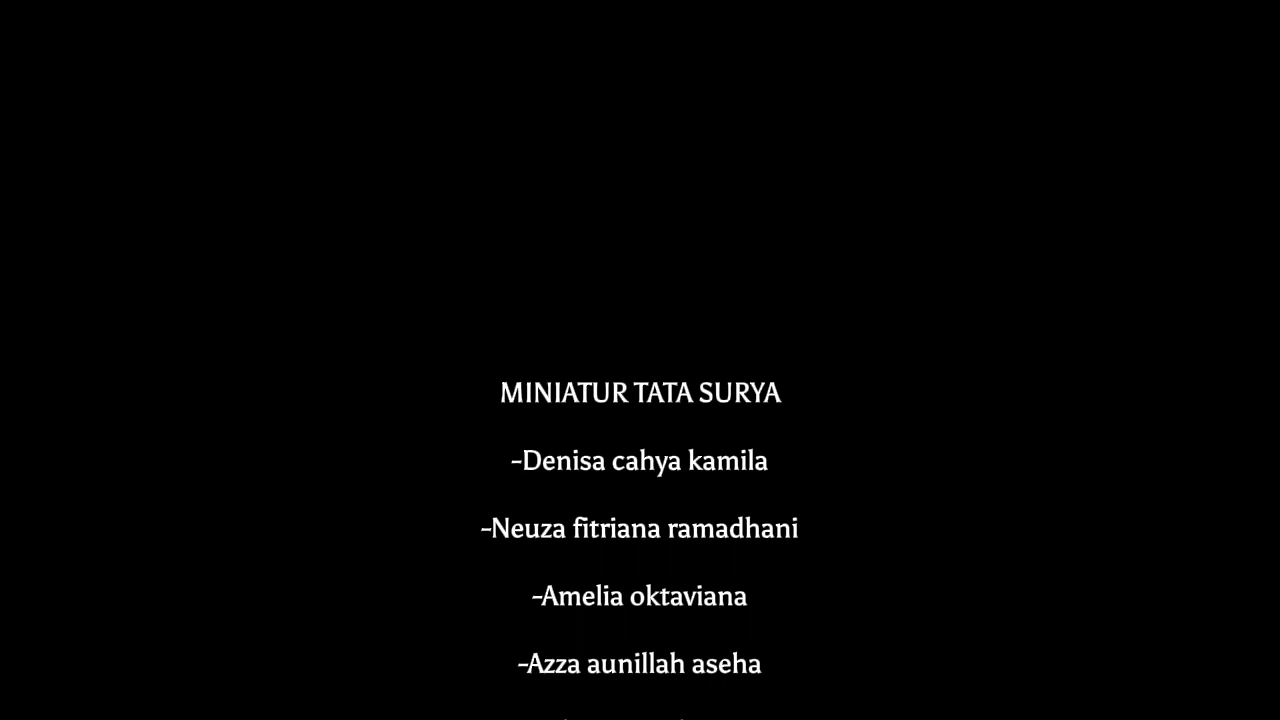 MINIATUR TATA SURYA
-Denisa cahya kamila
-Neuza fitriana ramadhani
-Amelia oktaviana
-Azza aunillah aseha